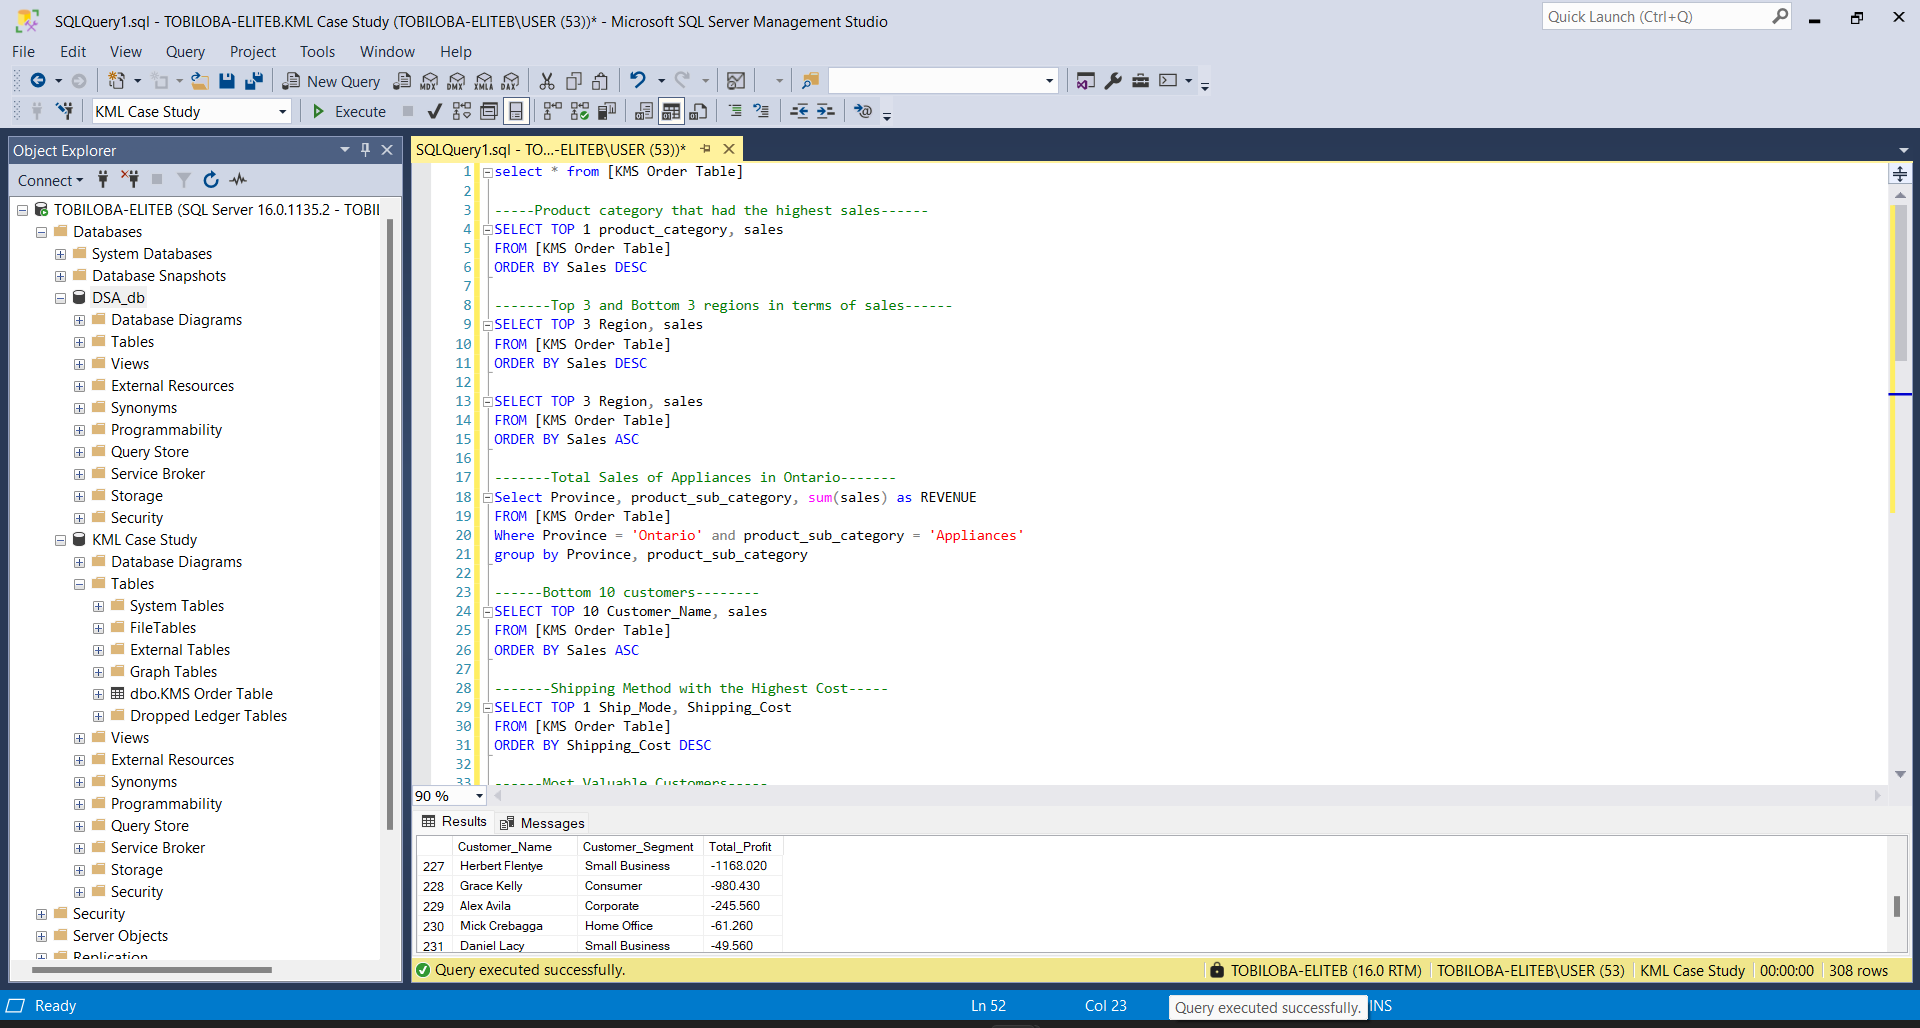 SQLQuery1.sql - TOBILOBA-ELITEB.KML Case Study (TOBILOBA-ELITEB\USER (53))* - Microsoft SQL Server Management Studio
Quick Launch (Ctrl+Q)
File Edit View Query Project Tools Window Help
New Query MDX DMX XMLA DAX
KML Case Study Execute
Object Explorer
Connect
TOBILOBA-ELITEB (SQL Server 16.0.1135.2 - TOBII
Databases
System Databases
Database Snapshots
DSA_db
Database Diagrams
Tables
Views
External Resources
Synonyms
Programmability
Query Store
Service Broker
Storage
Security
KML Case Study
Database Diagrams
Tables
System Tables
FileTables
External Tables
Graph Tables
dbo.KMS Order Table
Dropped Ledger Tables
Views
External Resources
Synonyms
Programmability
Query Store
Service Broker
Storage
Security
Security
Server Objects
Replication
SQLQuery1.sql - TO...-ELITEB\USER (53))*
1 select * from [KMS Order Table]
2
3 -----Product category that had the highest sales------
4 SELECT TOP 1 product_category, sales
5 FROM [KMS Order Table]
6 ORDER BY Sales DESC
7
8 -------Top 3 and Bottom 3 regions in terms of sales------
9 SELECT TOP 3 Region, sales
10 FROM [KMS Order Table]
11 ORDER BY Sales DESC
12
13 SELECT TOP 3 Region, sales
14 FROM [KMS Order Table]
15 ORDER BY Sales ASC
16
17 -------Total Sales of Appliances in Ontario-------
18 Select Province, product_sub_category, sum(sales) as REVENUE
19 FROM [KMS Order Table]
20 Where Province = 'Ontario' and product_sub_category = 'Appliances'
21 group by Province, product_sub_category
22
23 ------Bottom 10 customers--------
24 SELECT TOP 10 Customer_Name, sales
25 FROM [KMS Order Table]
26 ORDER BY Sales ASC
27
28 -------Shipping Method with the Highest Cost-----
29 SELECT TOP 1 Ship_Mode, Shipping_Cost
30 FROM [KMS Order Table]
31 ORDER BY Shipping_Cost DESC
32
33 ------Most Valuable Customers-----
90 %
Results Messages
Customer_Name Customer_Segment Total_Profit
227 Herbert Flentye Small Business -1168.020
228 Grace Kelly Consumer -980.430
229 Alex Avila Corporate -245.560
230 Mick Crebagga Home Office -61.260
231 Daniel Lacy Small Business -49.560
Query executed successfully. TOBILOBA-ELITEB (16.0 RTM) TOBILOBA-ELITEB\USER (53) KML Case Study 00:00:00 308 rows
Ready Ln 52 Col 23 Query executed successfully. INS